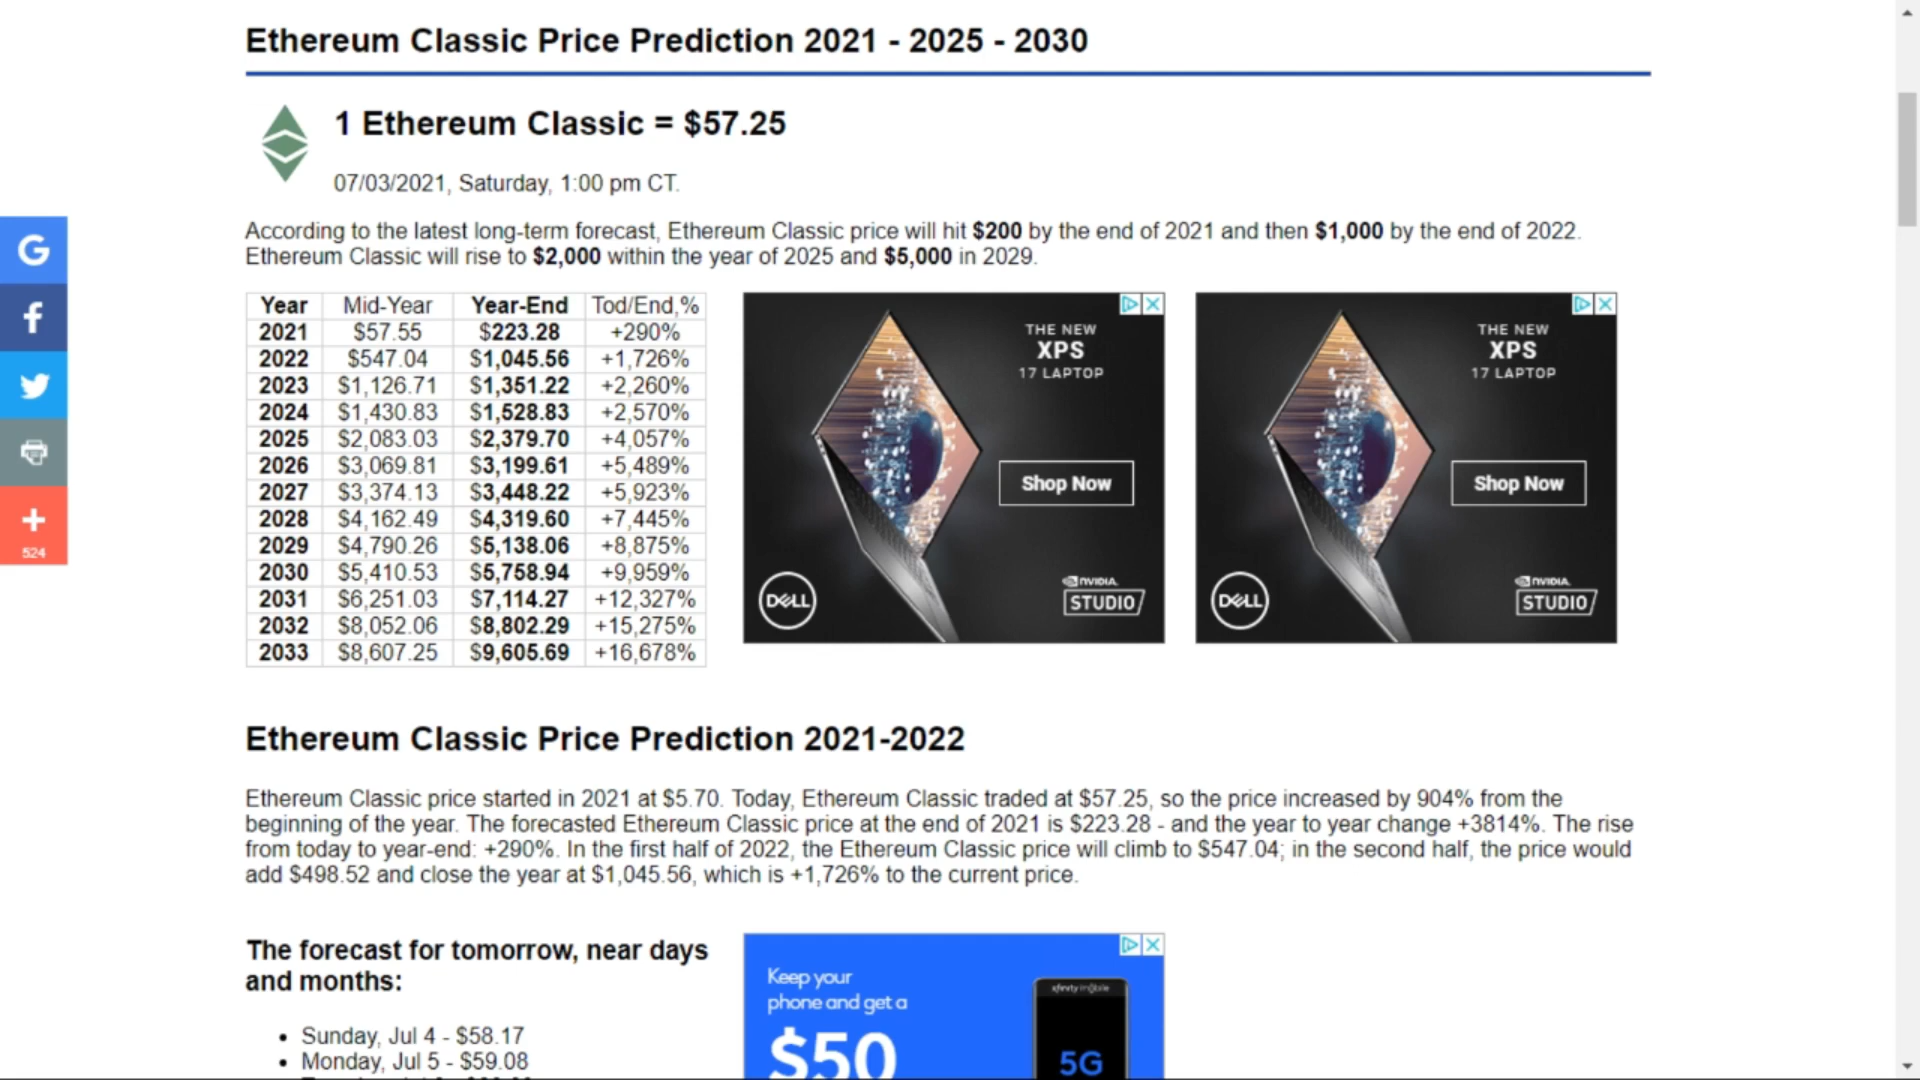 Ethereum Classic Price Prediction 2021 - 2025 - 2030
1 Ethereum Classic = $57.25
07/03/2021, Saturday, 1:00 pm CT.
According to the latest long-term forecast, Ethereum Classic price will hit $200 by the end of 2021 and then $1,000 by the end of 2022.
Ethereum Classic will rise to $2,000 within the year of 2025 and $5,000 in 2029.
G
f
+
524
Year Mid-Year Year-End Tod/End,%
2021 $57.55 $223.28 +290%
2022 $547.04 $1,045.56 +1,726%
2023 $1,126.71 $1,351.22 +2,260%
2024 $1,430.83 $1,528.83 +2,570%
2025 $2,083.03 $2,379.70 +4,057%
2026 $3,069.81 $3,199.61 +5,489%
2027 $3,374.13 $3,448.22 +5,923%
2028 $4,162.49 $4,319.60 +7,445%
2029 $4,790.26 $5,138.06 +8,875%
2030 $5,410.53 $5,758.94 +9,959%
2031 $6,251.03 $7,114.27 +12,327%
2032 $8,052.06 $8,802.29 +15,275%
2033 $8,607.25 $9,605.69 +16,678%
THE NEW
XPS
17 LAPTOP
Shop Now
DELL
NVIDIA.
STUDIO
THE NEW
XPS
17 LAPTOP
Shop Now
DELL
NVIDIA.
STUDIO
Ethereum Classic Price Prediction 2021-2022
Ethereum Classic price started in 2021 at $5.70. Today, Ethereum Classic traded at $57.25, so the price increased by 904% from the
beginning of the year. The forecasted Ethereum Classic price at the end of 2021 is $223.28 - and the year to year change +3814%. The rise
from today to year-end: +290%. In the first half of 2022, the Ethereum Classic price will climb to $547.04; in the second half, the price would
add $498.52 and close the year at $1,045.56, which is +1,726% to the current price.
The forecast for tomorrow, near days
and months:
• Sunday, Jul 4 - $58.17
• Monday, Jul 5 - $59.08
Keep your
phone and get a
$50
xfinity mobile
5G